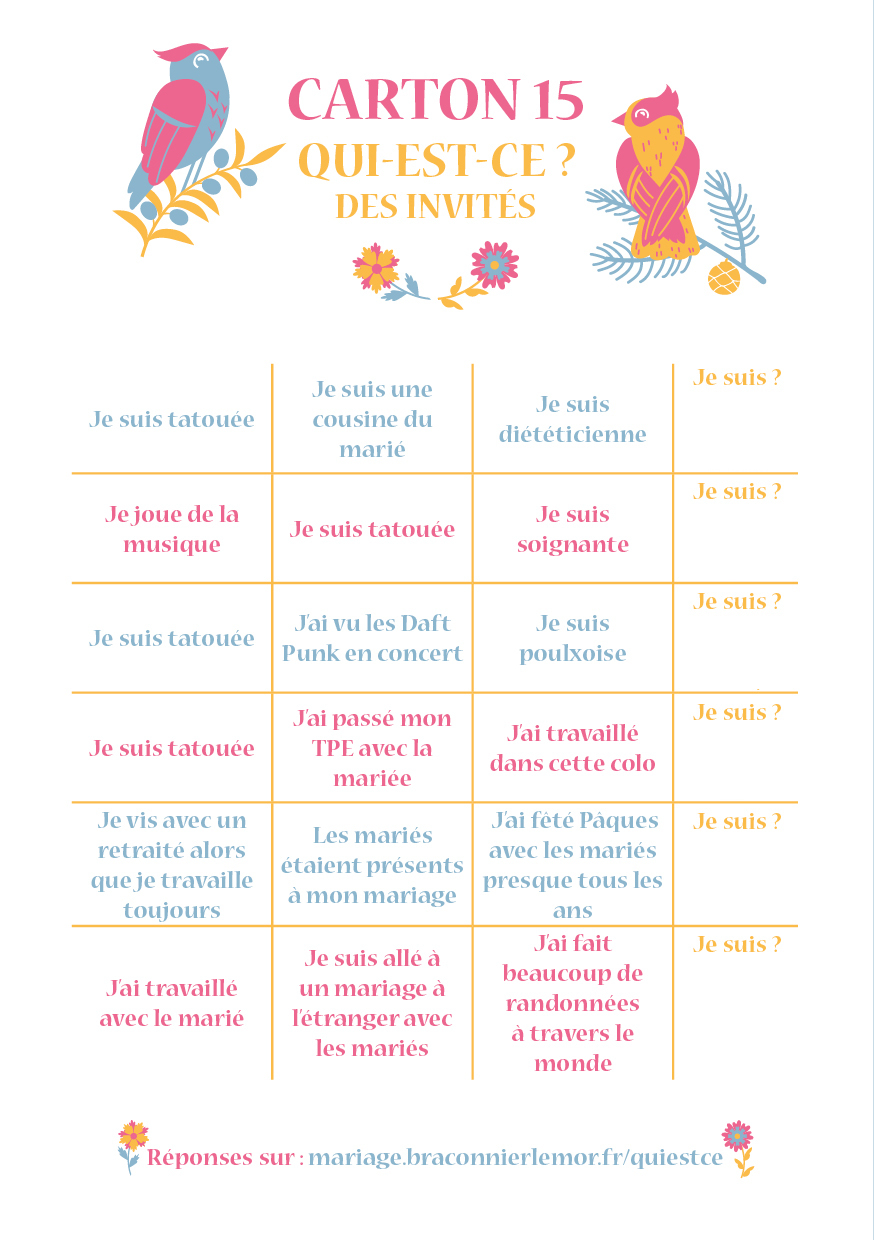 CARTON 15
QUI-EST-CE ?
DES INVITÉS
Je suis tatouée
Je suis une
cousine du
marié
Je suis
diététicienne
Je suis ?
Je joue de la
musique
Je suis tatouée
Je suis
soignante
Je suis ?
Je suis tatouée
J'ai vu les Daft
Punk en concert
Je suis
poulxoise
Je suis ?
Je suis tatouée
J'ai passé mon
TPE avec la
mariée
J'ai travaillé
dans cette colo
Je suis ?
Je vis avec un
retraité alors
que je travaille
toujours
Les mariés
étaient présents
à mon mariage
J'ai fêté Pâques
avec les mariés
presque tous les
ans
Je suis ?
J'ai travaillé
avec le marié
Je suis allé à
un mariage à
l'étranger avec
les mariés
J'ai fait
beaucoup de
randonnées
à travers le
monde
Je suis ?
Réponses sur : mariage.braconnierlemor.fr/quiestce